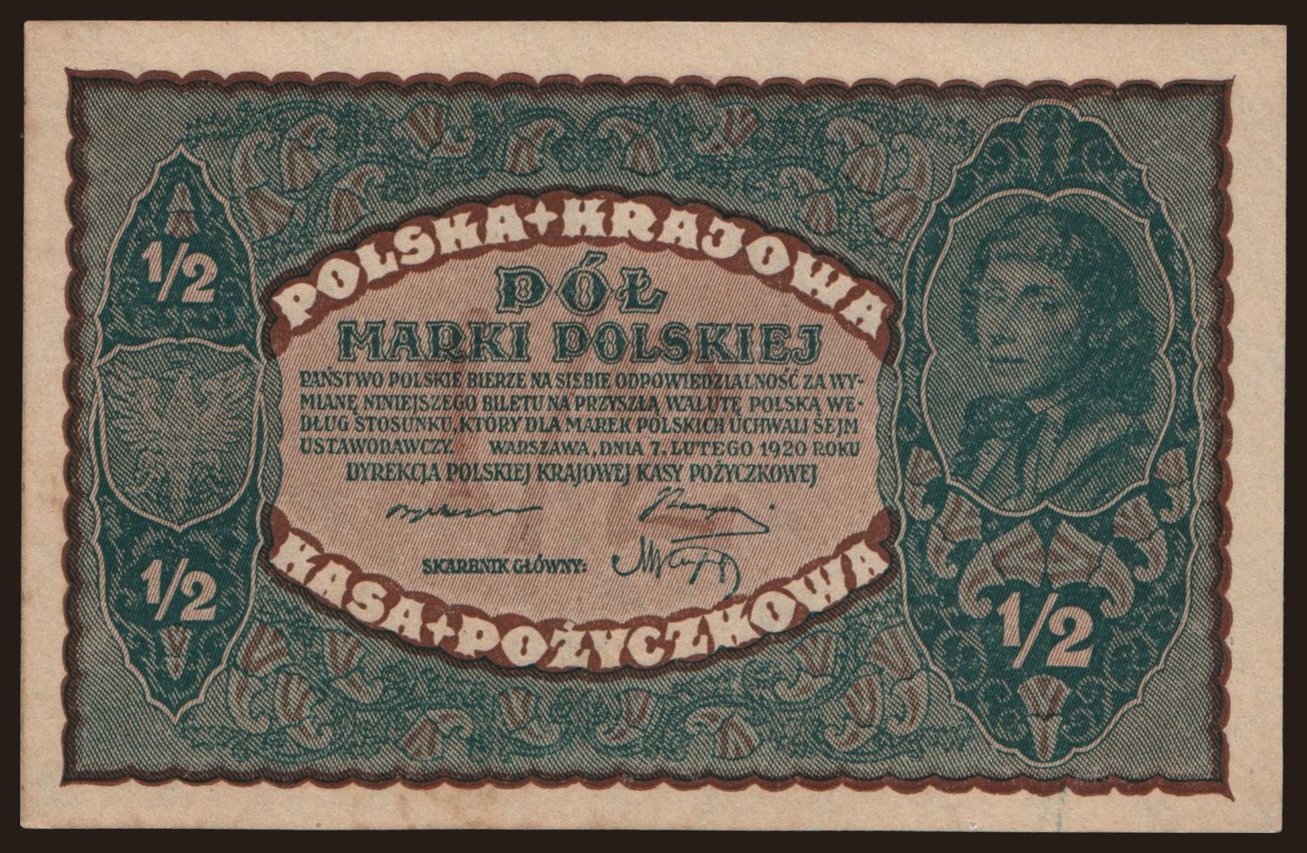 POLSKA + KRAJOWA
PÓŁ
MARKI POLSKIEJ
PAŃSTWO POLSKIE BIERZE NA SIEBIE ODPOWIEDZIALNOŚĆ ZA WY-
MIANĘ NINIEJSZEGO BILETU NA PRZYSZŁĄ WALUTĘ POLSKĄ WE-
DŁUG STOSUNKU, KTÓRY DLA MAREK POLSKICH UCHWALI SEJM
USTAWODAWCZY. WARSZAWA, DNIA 7. LUTEGO 1920 ROKU
DYREKCJA POLSKIEJ KRAJOWEJ KASY POŻYCZKOWEJ
SKARBNIK GŁÓWNY:
KASA + POŻYCZKOWA
1/2
1/2
1/2